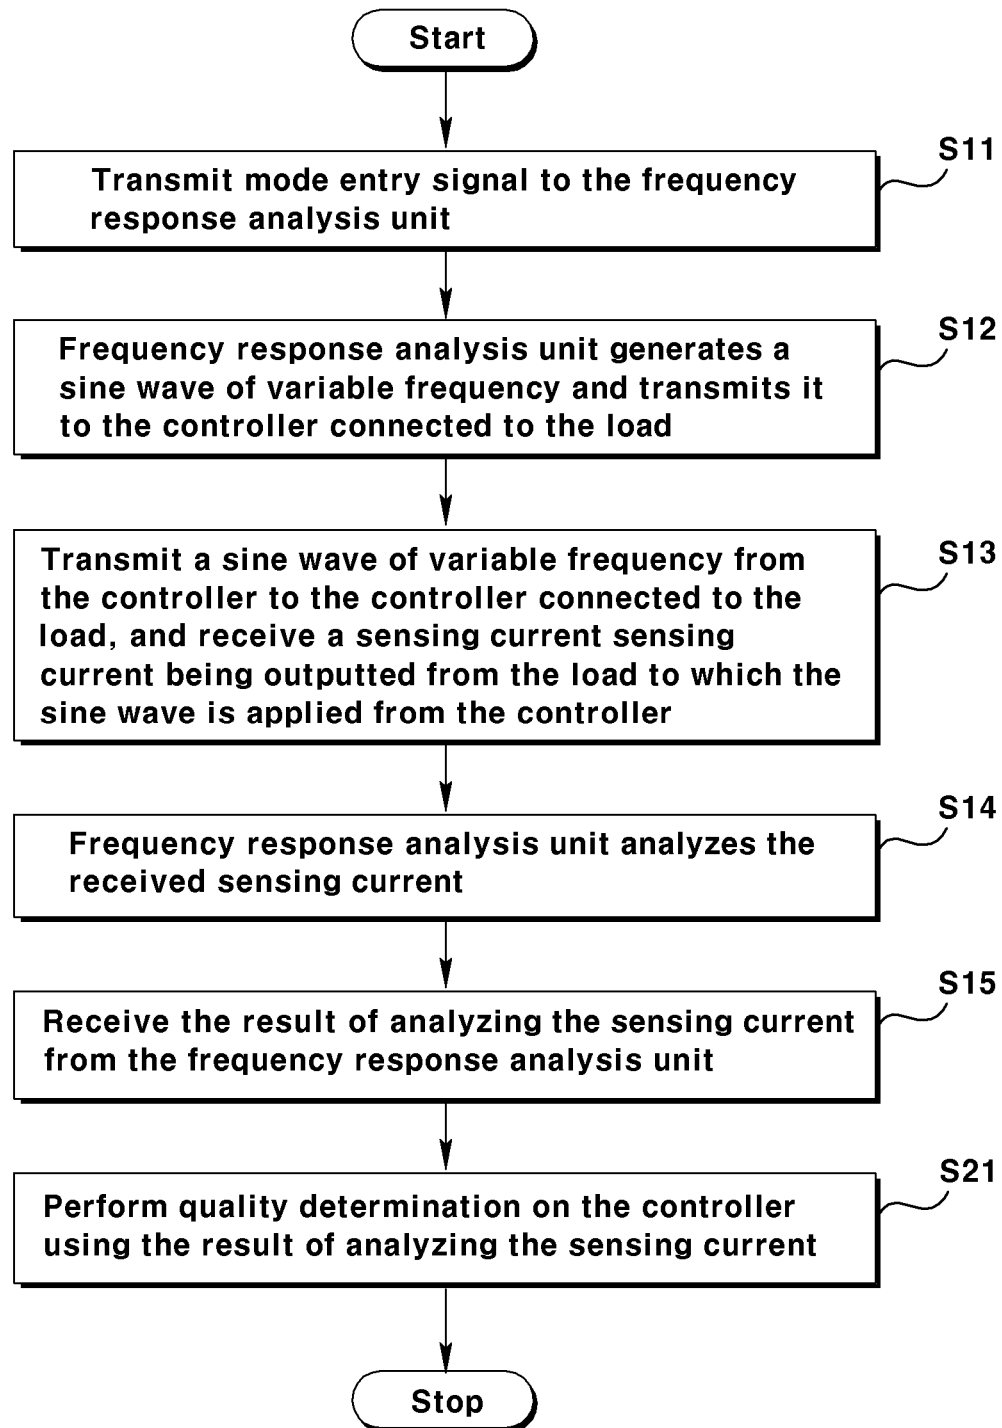 Start
S11
Transmit mode entry signal to the frequency
response analysis unit
S12
Frequency response analysis unit generates a
sine wave of variable frequency and transmits it
to the controller connected to the load
S13
Transmit a sine wave of variable frequency from
the controller to the controller connected to the
load, and receive a sensing current sensing
current being outputted from the load to which the
sine wave is applied from the controller
S14
Frequency response analysis unit analyzes the
received sensing current
S15
Receive the result of analyzing the sensing current
from the frequency response analysis unit
S21
Perform quality determination on the controller
using the result of analyzing the sensing current
Stop